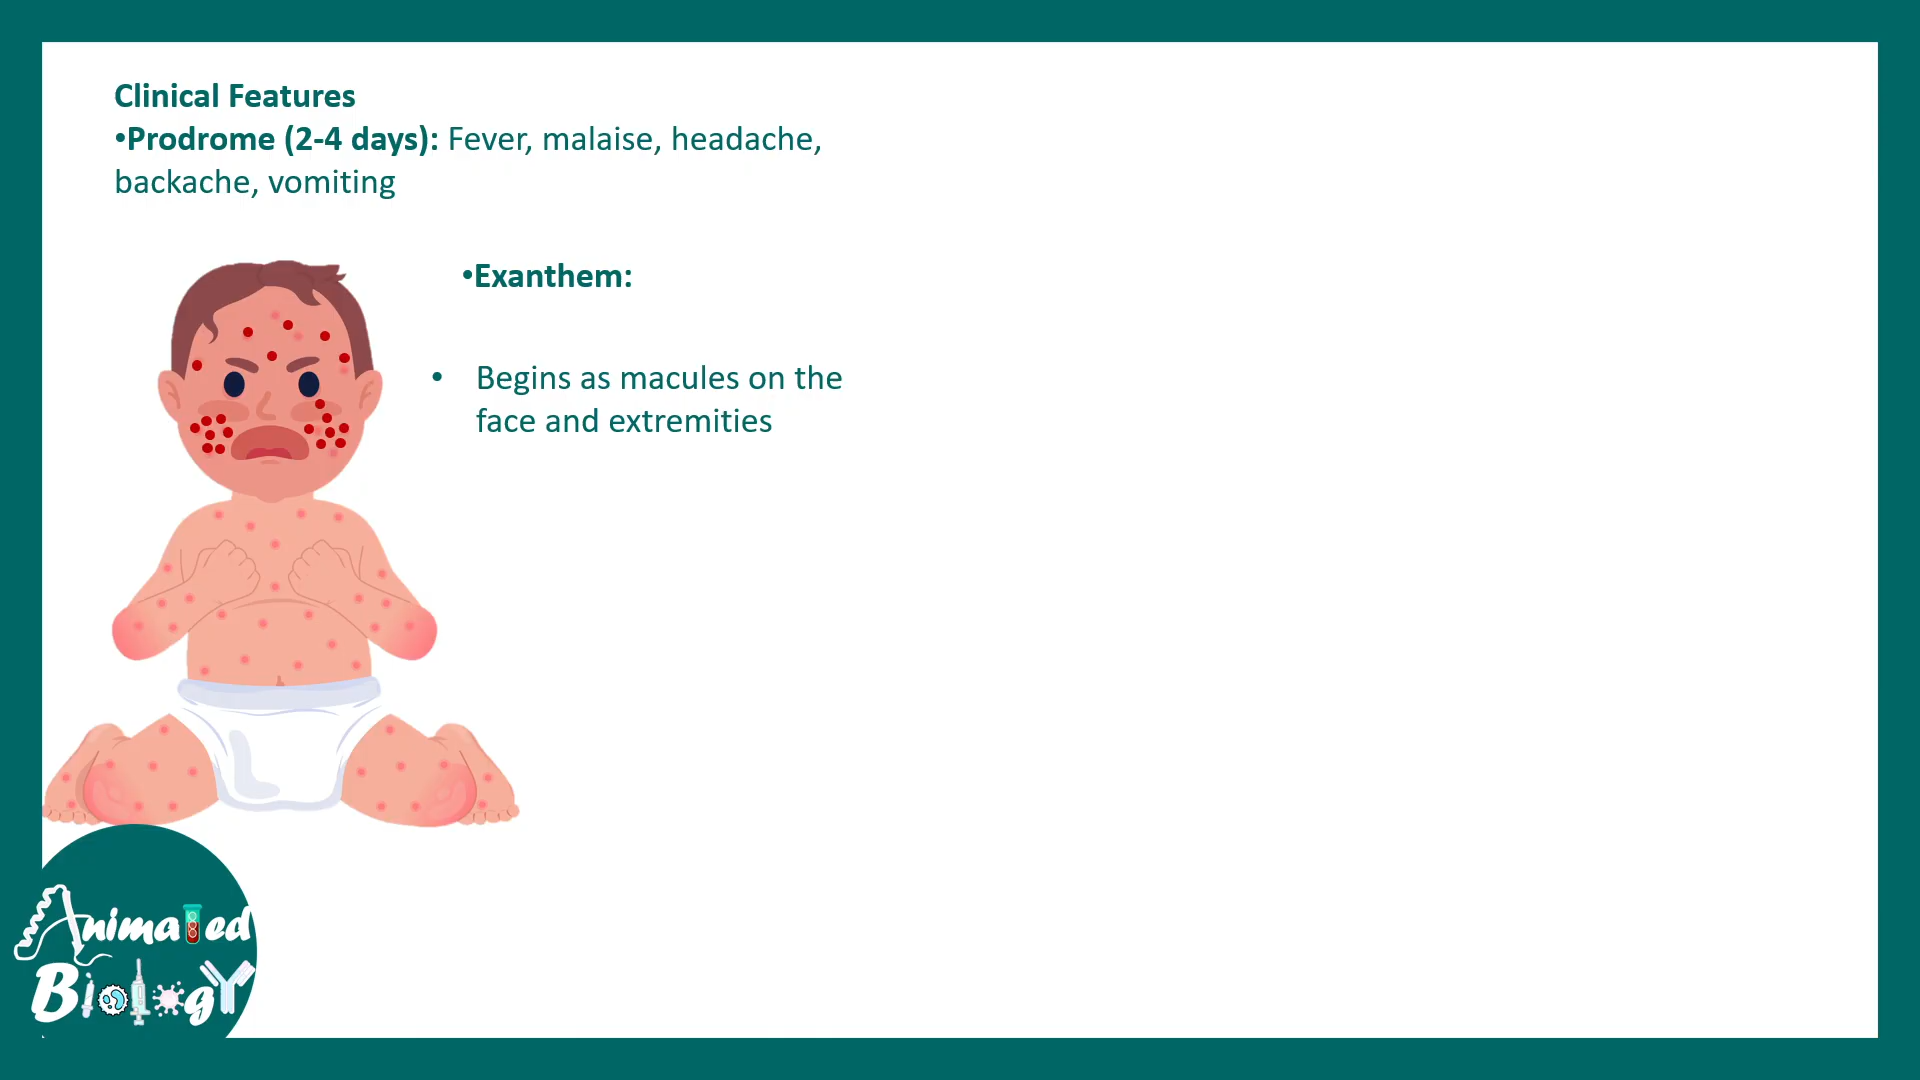 Clinical Features
•Prodrome (2-4 days): Fever, malaise, headache,
backache, vomiting
•Exanthem:
• Begins as macules on the
face and extremities
Animated
Biology